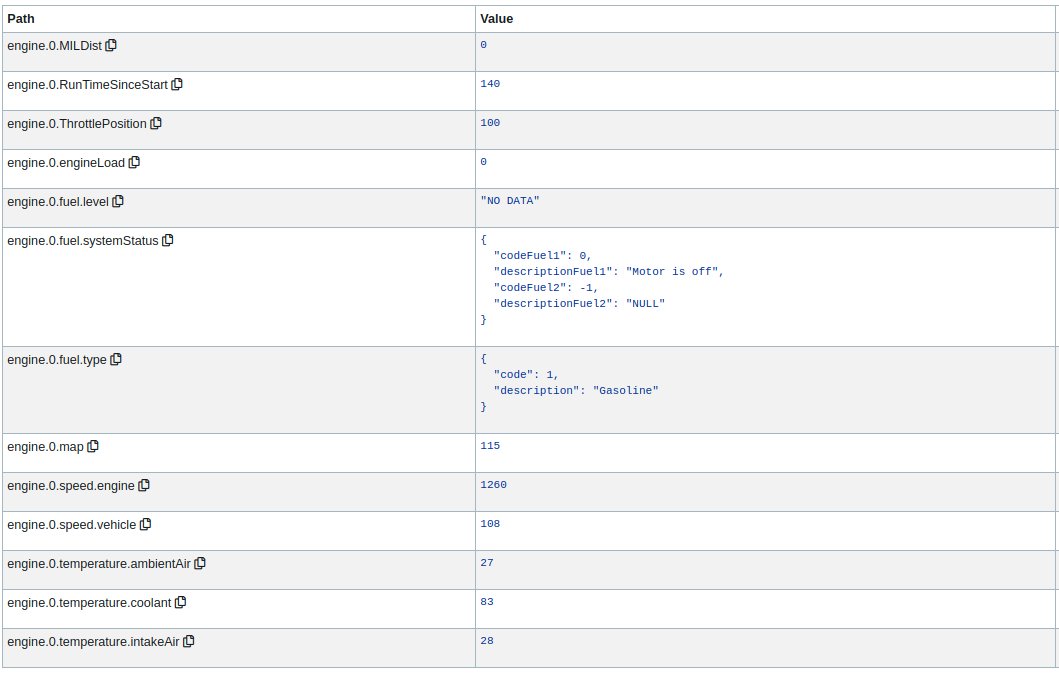 Path Value
engine.0.MILDist 0
engine.0.RunTimeSinceStart 140
engine.0.ThrottlePosition 100
engine.0.engineLoad 0
engine.0.fuel.level "NO DATA"
engine.0.fuel.systemStatus {
"codeFuel1": 0,
"descriptionFuel1": "Motor is off",
"codeFuel2": -1,
"descriptionFuel2": "NULL"
}
engine.0.fuel.type {
"code": 1,
"description": "Gasoline"
}
engine.0.map 115
engine.0.speed.engine 1260
engine.0.speed.vehicle 108
engine.0.temperature.ambientAir 27
engine.0.temperature.coolant 83
engine.0.temperature.intakeAir 28